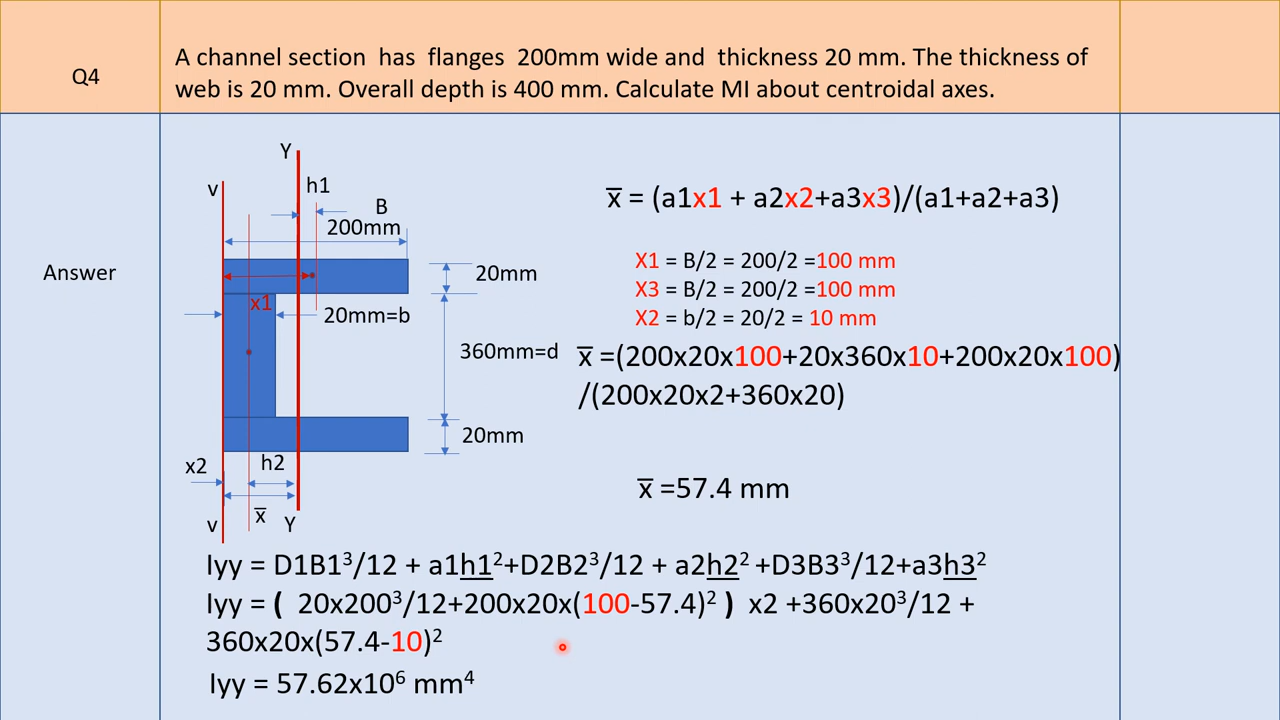 Q4
A channel section has flanges 200mm wide and thickness 20 mm. The thickness of
web is 20 mm. Overall depth is 400 mm. Calculate MI about centroidal axes.
Answer
Y
v
h1
B
200mm
20mm
x1
20mm=b
360mm=d
20mm
x2
h2
x̅
v
Y
x̅ = (a1x1 + a2x2+a3x3)/(a1+a2+a3)
X1 = B/2 = 200/2 =100 mm
X3 = B/2 = 200/2 =100 mm
X2 = b/2 = 20/2 = 10 mm
x̅ =(200x20x100+20x360x10+200x20x100)
/(200x20x2+360x20)
x̅ =57.4 mm
Iyy = D1B1³/12 + a1h1²+D2B2³/12 + a2h2² +D3B3³/12+a3h3²
Iyy = ( 20x200³/12+200x20x(100-57.4)² ) x2 +360x20³/12 +
360x20x(57.4-10)²
Iyy = 57.62x10⁶ mm⁴